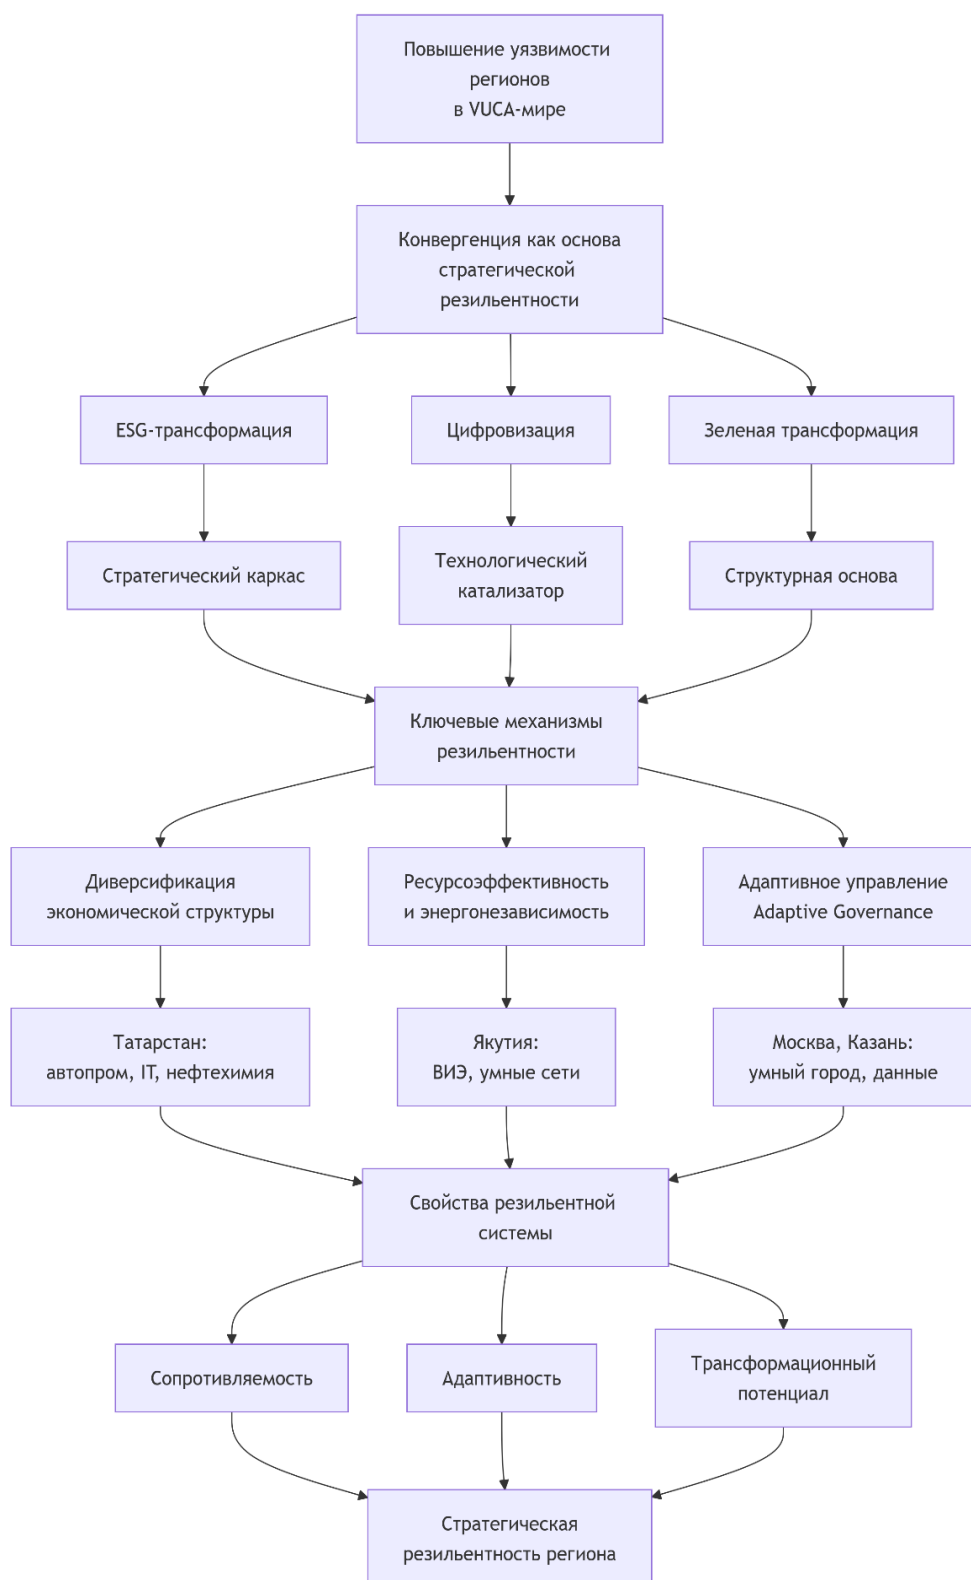 Повышение уязвимости
регионов
в VUCA-мире
Конвергенция как основа
стратегической
резильентности
ESG-трансформация
Цифровизация
Зеленая трансформация
Стратегический каркас
Технологический
катализатор
Структурная основа
Ключевые механизмы
резильентности
Диверсификация
экономической структуры
Ресурсоэффективность
и энергонезависимость
Адаптивное управление
Adaptive Governance
Татарстан:
автопром, IT, нефтехимия
Якутия:
ВИЭ, умные сети
Москва, Казань:
умный город, данные
Свойства резильентной
системы
Сопротивляемость
Адаптивность
Трансформационный
потенциал
Стратегическая
резильентность региона